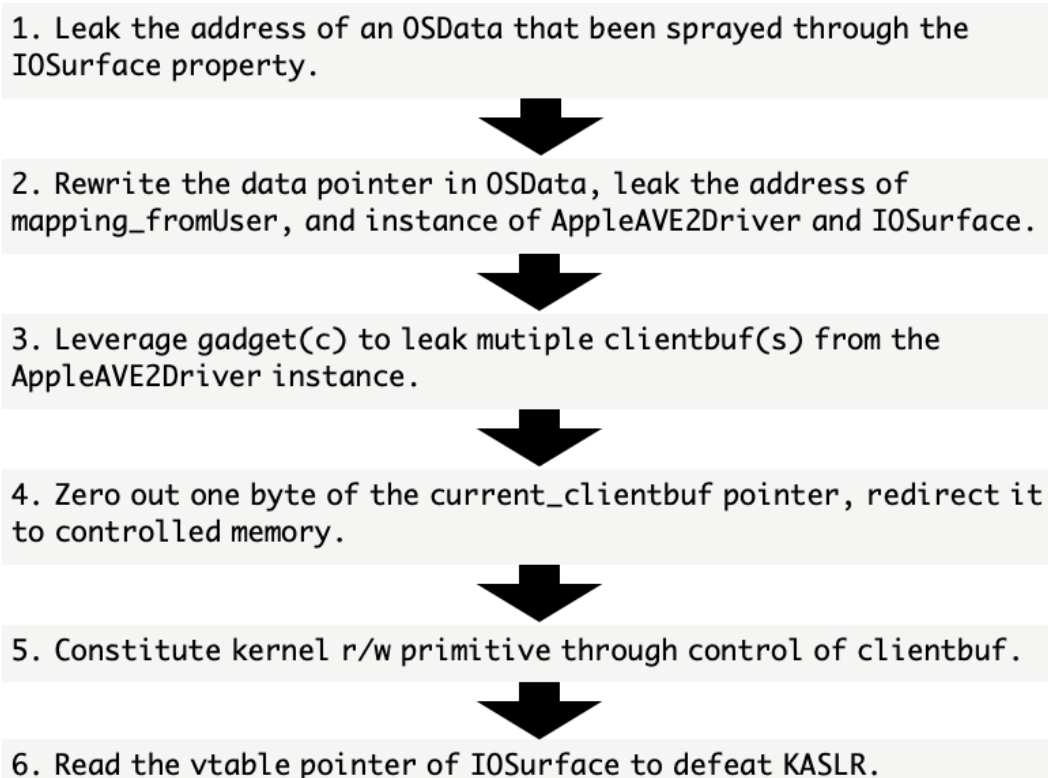 1. Leak the address of an OSData that been sprayed through the
IOSurface property.
2. Rewrite the data pointer in OSData, leak the address of
mapping_fromUser, and instance of AppleAVE2Driver and IOSurface.
3. Leverage gadget(c) to leak mutiple clientbuf(s) from the
AppleAVE2Driver instance.
4. Zero out one byte of the current_clientbuf pointer, redirect it
to controlled memory.
5. Constitute kernel r/w primitive through control of clientbuf.
6. Read the vtable pointer of IOSurface to defeat KASLR.